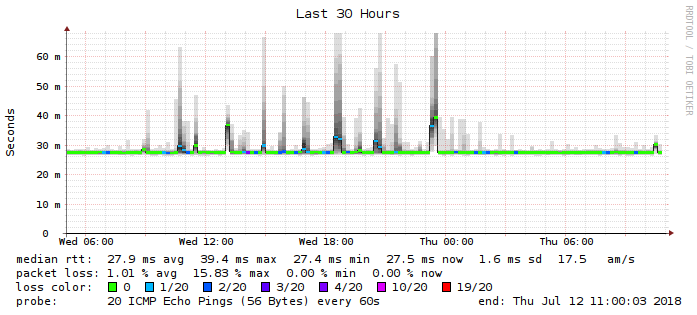 Last 30 Hours
RRDTOOL / TOBI OETIKER
Seconds
60 m
50 m
40 m
30 m
20 m
10 m
0
Wed 06:00 Wed 12:00 Wed 18:00 Thu 00:00 Thu 06:00
median rtt: 27.9 ms avg 39.4 ms max 27.4 ms min 27.5 ms now 1.6 ms sd 17.5 am/s
packet loss: 1.01 % avg 15.83 % max 0.00 % min 0.00 % now
loss color: 0 1/20 2/20 3/20 4/20 10/20 19/20
probe: 20 ICMP Echo Pings (56 Bytes) every 60s end: Thu Jul 12 11:00:03 2018